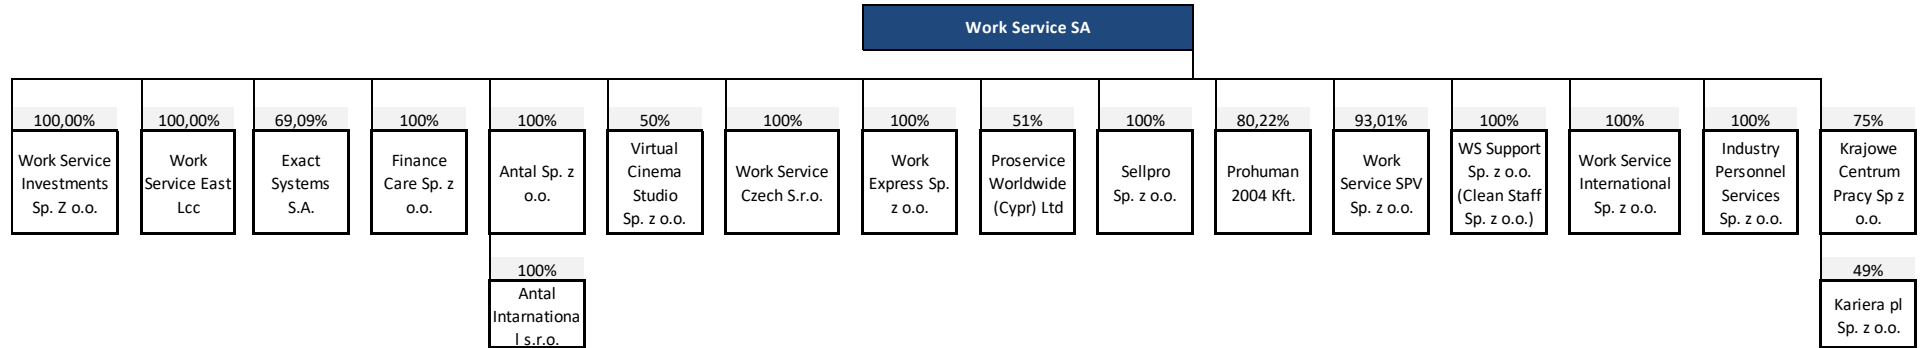 Work Service SA
100,00%
Work Service
Investments
Sp. Z o.o.
100,00%
Work
Service East
Lcc
69,09%
Exact
Systems
S.A.
100%
Finance
Care Sp. z
o.o.
100%
Antal Sp. z
o.o.
50%
Virtual
Cinema
Studio
Sp. z o.o.
100%
Work Service
Czech S.r.o.
100%
Work
Express Sp.
z o.o.
51%
Proservice
Worldwide
(Cypr) Ltd
100%
Sellpro
Sp. z o.o.
80,22%
Prohuman
2004 Kft.
93,01%
Work
Service SPV
Sp. z o.o.
100%
WS Support
Sp. z o.o.
(Clean Staff
Sp. z o.o.)
100%
Work Service
International
Sp. z o.o.
100%
Industry
Personnel
Services
Sp. z o.o.
75%
Krajowe
Centrum
Pracy Sp z
o.o.
100%
Antal
Intarnationa
l s.r.o.
49%
Kariera pl
Sp. z o.o.